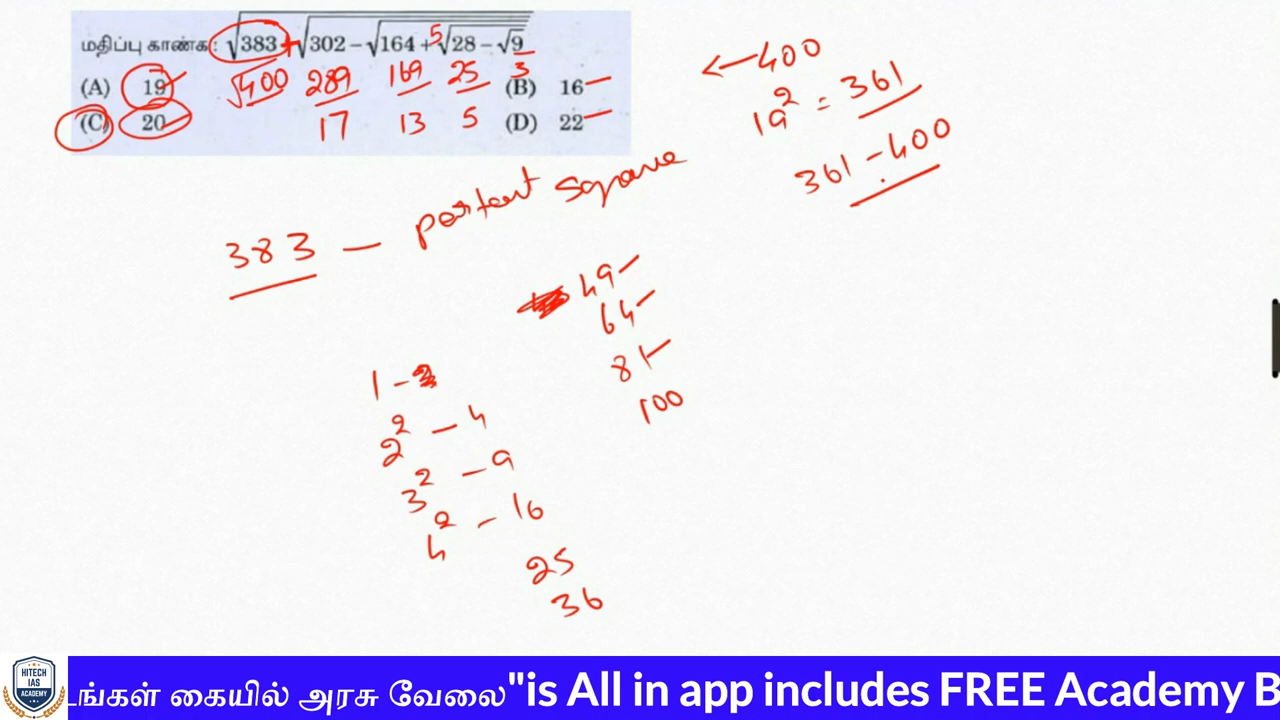 மதிப்பு காண்க: √383 + √302 − √164 + 5√28 − √9
(A) 19 √400 289 169 25 3 (B) 16
(C) 20 17 13 5 (D) 22
←400
19² = 361
361 - 400
383 - pertect square
49
64
81
100
1 -
2² - 4
3² - 9
4² - 16
25
36
HITECH
IAS
ACADEMY
ங்கள் கையில் அரசு வேலை"is All in app includes FREE Academy B